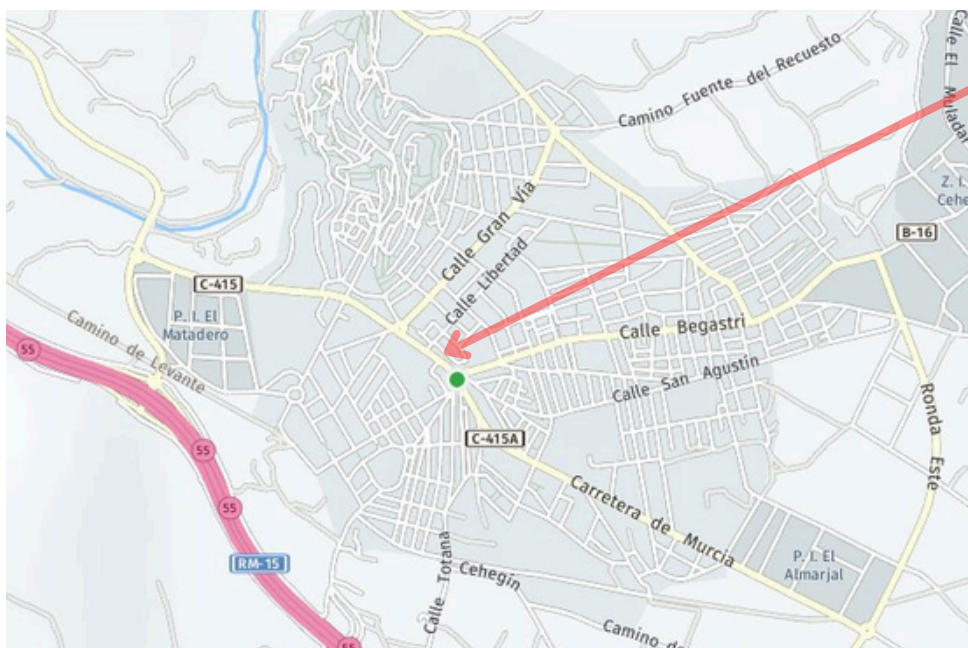 Calle El Muladar
Camino Fuente del Recuesto
Z. I.
Cehe
B-16
Calle Gran Vía
Calle Libertad
C-415
P. I. El
Matadero
Camino de Levante
55
Calle Begastri
Calle San Agustín
Ronda Este
C-415A
55
Carretera de Murcia
55
RM-15
P. I. El
Almarjal
Calle Totana
Cehegin
Camino de
55